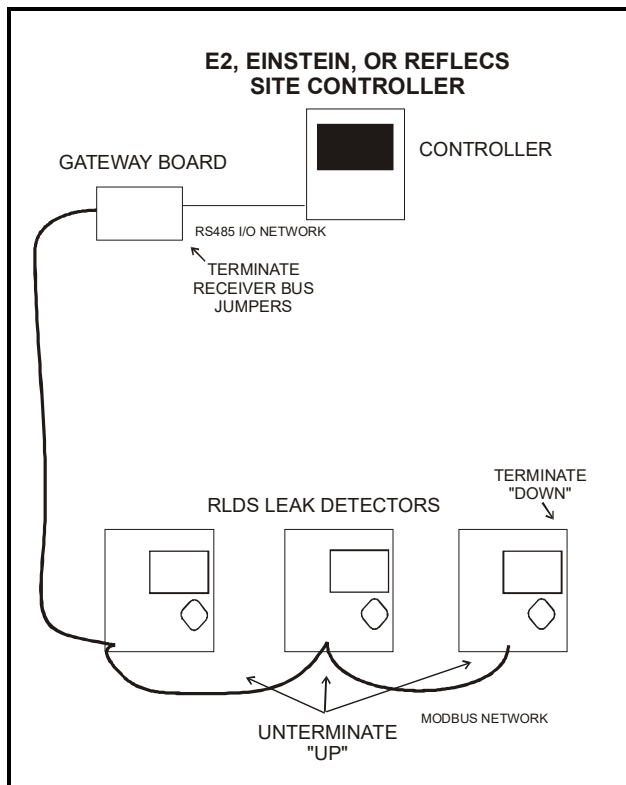 E2, EINSTEIN, OR REFLECS
SITE CONTROLLER
CONTROLLER
GATEWAY BOARD
RS485 I/O NETWORK
TERMINATE
RECEIVER BUS
JUMPERS
TERMINATE
"DOWN"
RLDS LEAK DETECTORS
MODBUS NETWORK
UNTERMINATE
"UP"